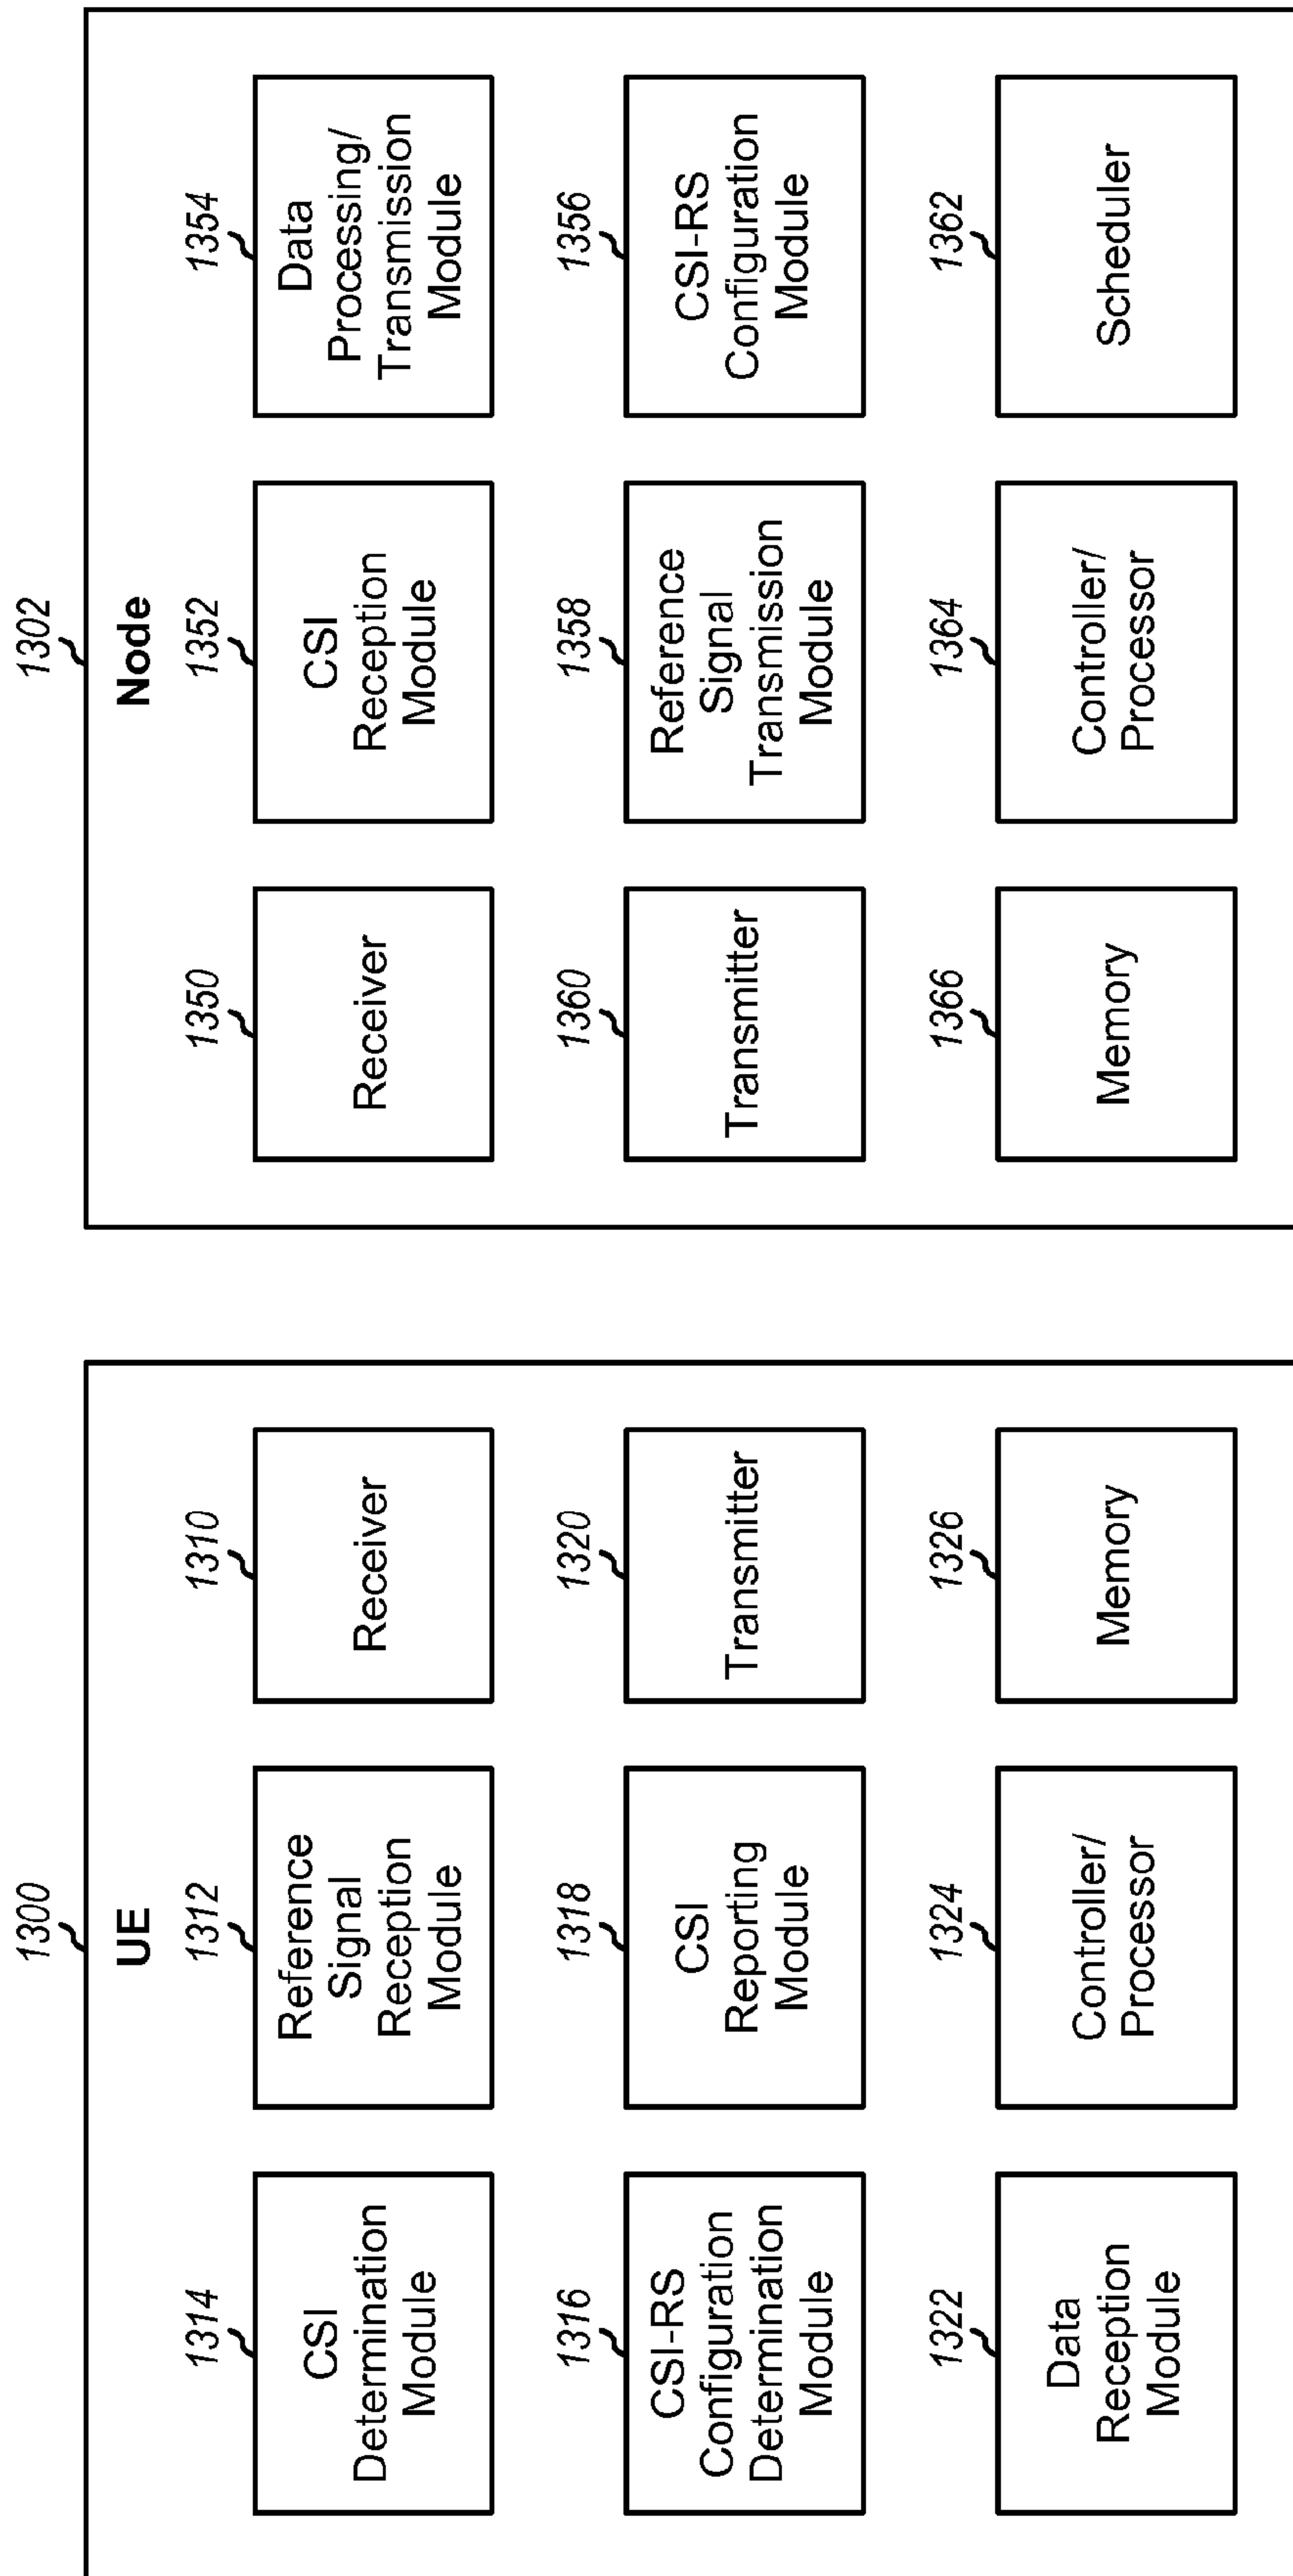 1300
UE
1314
CSI
Determination
Module
1312
Reference
Signal
Reception
Module
1310
Receiver
1316
CSI-RS
Configuration
Determination
Module
1318
CSI
Reporting
Module
1320
Transmitter
1322
Data
Reception
Module
1324
Controller/
Processor
1326
Memory
1302
Node
1350
Receiver
1352
CSI
Reception
Module
1354
Data
Processing/
Transmission
Module
1360
Transmitter
1358
Reference
Signal
Transmission
Module
1356
CSI-RS
Configuration
Module
1366
Memory
1364
Controller/
Processor
1362
Scheduler